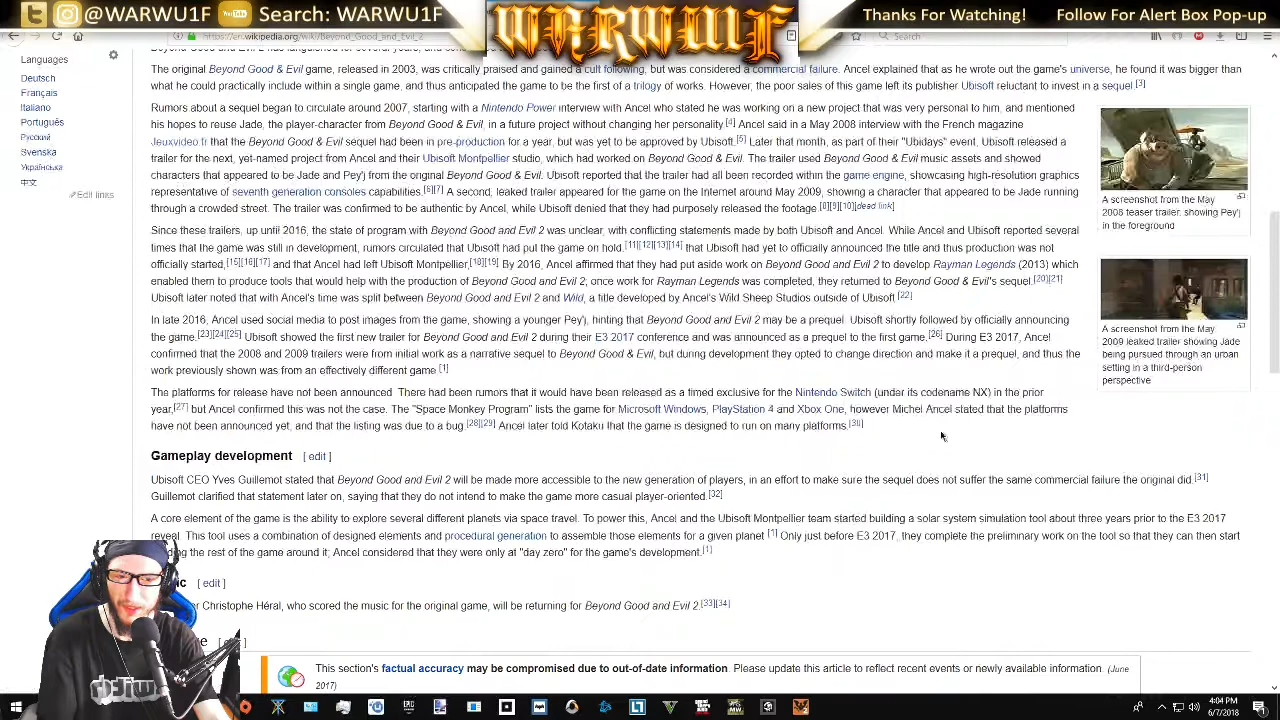 @WARWU1F
You Tube
Search: WARWU1F
WARWU1F
Thanks For Watching!
Follow For Alert Box Pop-up
https://en.wikipedia.org/wiki/Beyond_Good_and_Evil_2
Search
Languages
Deutsch
Français
Italiano
Português
Русский
Svenska
Українська
中文
Edit links
The original Beyond Good & Evil game, released in 2003, was critically praised and gained a cult following, but was considered a commercial failure. Ancel explained that as he wrote out the game's universe, he found it was bigger than
what he could practically include within a single game, and thus anticipated the game to be the first of a trilogy of works. However, the poor sales of this game left its publisher Ubisoft reluctant to invest in a sequel.[3]
Rumors about a sequel began to circulate around 2007, starting with a Nintendo Power interview with Ancel who stated he was working on a new project that was very personal to him, and mentioned
his hopes to reuse Jade, the player-character from Beyond Good & Evil, in a future project without changing her personality.[4] Ancel said in a May 2008 interview with the French magazine
Jeuxvideo.fr that the Beyond Good & Evil sequel had been in pre-production for a year, but was yet to be approved by Ubisoft.[5] Later that month, as part of their "Ubidays" event, Ubisoft released a
trailer for the next, yet-named project from Ancel and their Ubisoft Montpellier studio, which had worked on Beyond Good & Evil. The trailer used Beyond Good & Evil music assets and showed
characters that appeared to be Jade and Pey'j from the original Beyond Good & Evil. Ubisoft reported that the trailer had all been recorded within the game engine, showcasing high-resolution graphics
representative of seventh generation consoles capabilities.[6][7] A second, leaked trailer appeared for the game on the Internet around May 2009, showing a character that appeared to be Jade running
through a crowded street. The trailer was confirmed to be authentic by Ancel, while Ubisoft denied that they had purposely released the footage.[8][9][10][dead link]
Since these trailers, up until 2016, the state of program with Beyond Good and Evil 2 was unclear, with conflicting statements made by both Ubisoft and Ancel. While Ancel and Ubisoft reported several
times that the game was still in development, rumors circulated that Ubisoft had put the game on hold,[11][12][13][14] that Ubisoft had yet to officially announced the title and thus production was not
officially started,[15][16][17] and that Ancel had left Ubisoft Montpellier.[18][19] By 2016, Ancel affirmed that they had put aside work on Beyond Good and Evil 2 to develop Rayman Legends (2013) which
enabled them to produce tools that would help with the production of Beyond Good and Evil 2; once work for Rayman Legends was completed, they returned to Beyond Good & Evil's sequel.[20][21]
Ubisoft later noted that with Ancel's time was split between Beyond Good and Evil 2 and Wild, a title developed by Ancel's Wild Sheep Studios outside of Ubisoft.[22]
In late 2016, Ancel used social media to post images from the game, showing a younger Pey'j, hinting that Beyond Good and Evil 2 may be a prequel. Ubisoft shortly followed by officially announcing
the game.[23][24][25] Ubisoft showed the first new trailer for Beyond Good and Evil 2 during their E3 2017 conference and was announced as a prequel to the first game.[26] During E3 2017, Ancel
confirmed that the 2008 and 2009 trailers were from initial work as a narrative sequel to Beyond Good & Evil, but during development they opted to change direction and make it a prequel, and thus the
work previously shown was from an effectively different game.[1]
The platforms for release have not been announced. There had been rumors that it would have been released as a timed exclusive for the Nintendo Switch (under its codename NX) in the prior
year,[27] but Ancel confirmed this was not the case. The "Space Monkey Program" lists the game for Microsoft Windows, PlayStation 4 and Xbox One, however Michel Ancel stated that the platforms
have not been announced yet, and that the listing was due to a bug.[28][29] Ancel later told Kotaku that the game is designed to run on many platforms.[30]
A screenshot from the May
2008 teaser trailer, showing Pey'j
in the foreground
A screenshot from the May
2009 leaked trailer showing Jade
being pursued through an urban
setting in a third-person
perspective
Gameplay development [ edit ]
Ubisoft CEO Yves Guillemot stated that Beyond Good and Evil 2 will be made more accessible to the new generation of players, in an effort to make sure the sequel does not suffer the same commercial failure the original did.[31]
Guillemot clarified that statement later on, saying that they do not intend to make the game more casual player-oriented.[32]
A core element of the game is the ability to explore several different planets via space travel. To power this, Ancel and the Ubisoft Montpellier team started building a solar system simulation tool about three years prior to the E3 2017
reveal. This tool uses a combination of designed elements and procedural generation to assemble those elements for a given planet.[1] Only just before E3 2017, they complete the preliminary work on the tool so that they can then start
the rest of the game around it; Ancel considered that they were only at "day zero" for the game's development.[1]
[ edit ]
Christophe Héral, who scored the music for the original game, will be returning for Beyond Good and Evil 2.[33][34]
This section's factual accuracy may be compromised due to out-of-date information. Please update this article to reflect recent events or newly available information. (June
2017)
4:04 PM
6/7/2018